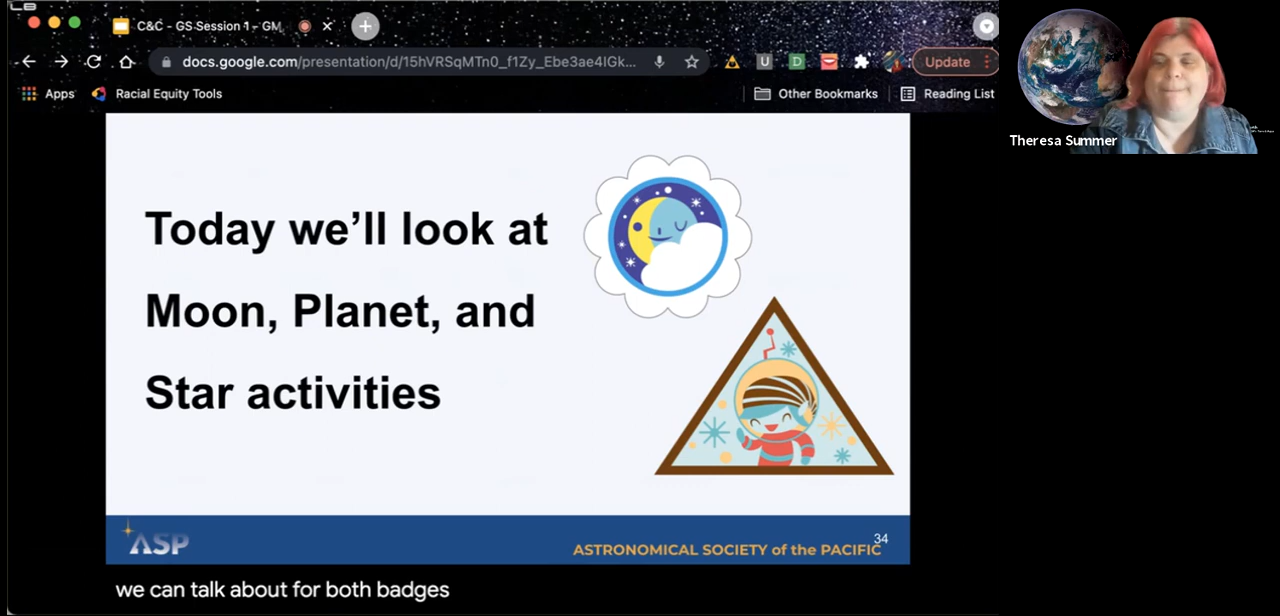 C&C - GS Session 1 - GM
docs.google.com/presentation/d/15hVRSqMTn0_f1Zy_Ebe3ae4IGk...
U
D
Update
Apps
Racial Equity Tools
Other Bookmarks
Reading List
Theresa Summer
Today we'll look at
Moon, Planet, and
Star activities
ASP
ASTRONOMICAL SOCIETY of the PACIFIC
34
we can talk about for both badges